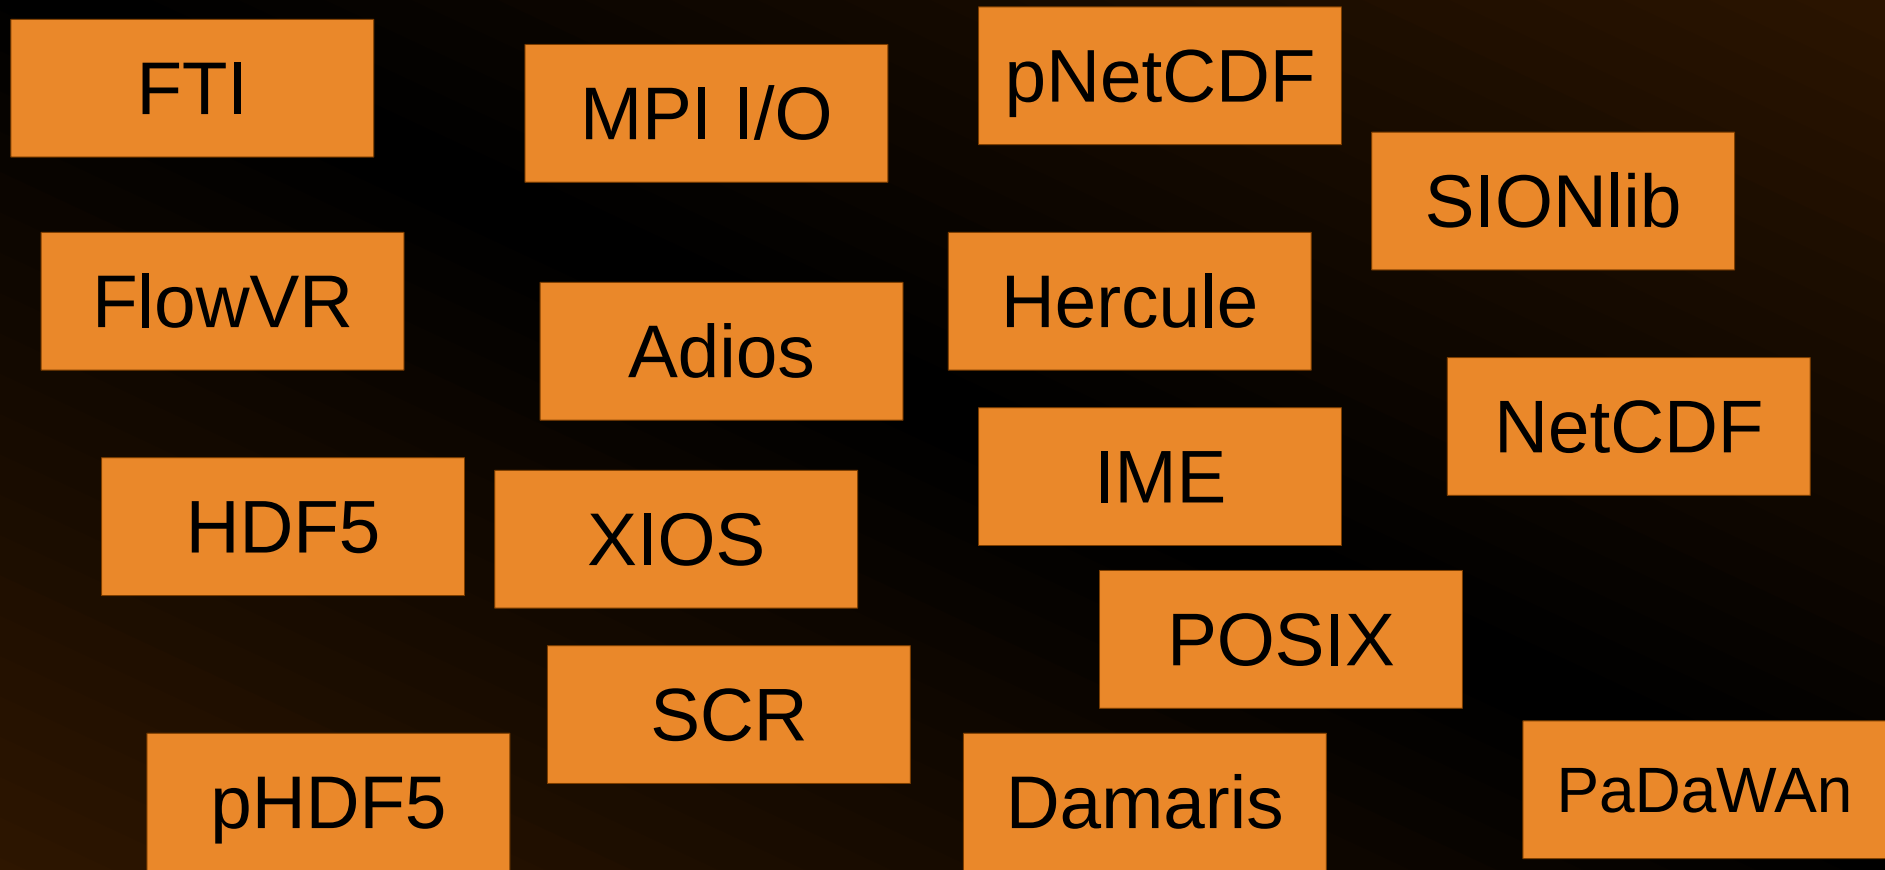 FTI
MPI I/O
pNetCDF
SIONlib
FlowVR
Adios
Hercule
NetCDF
HDF5
XIOS
IME
POSIX
SCR
pHDF5
Damaris
PaDaWAn